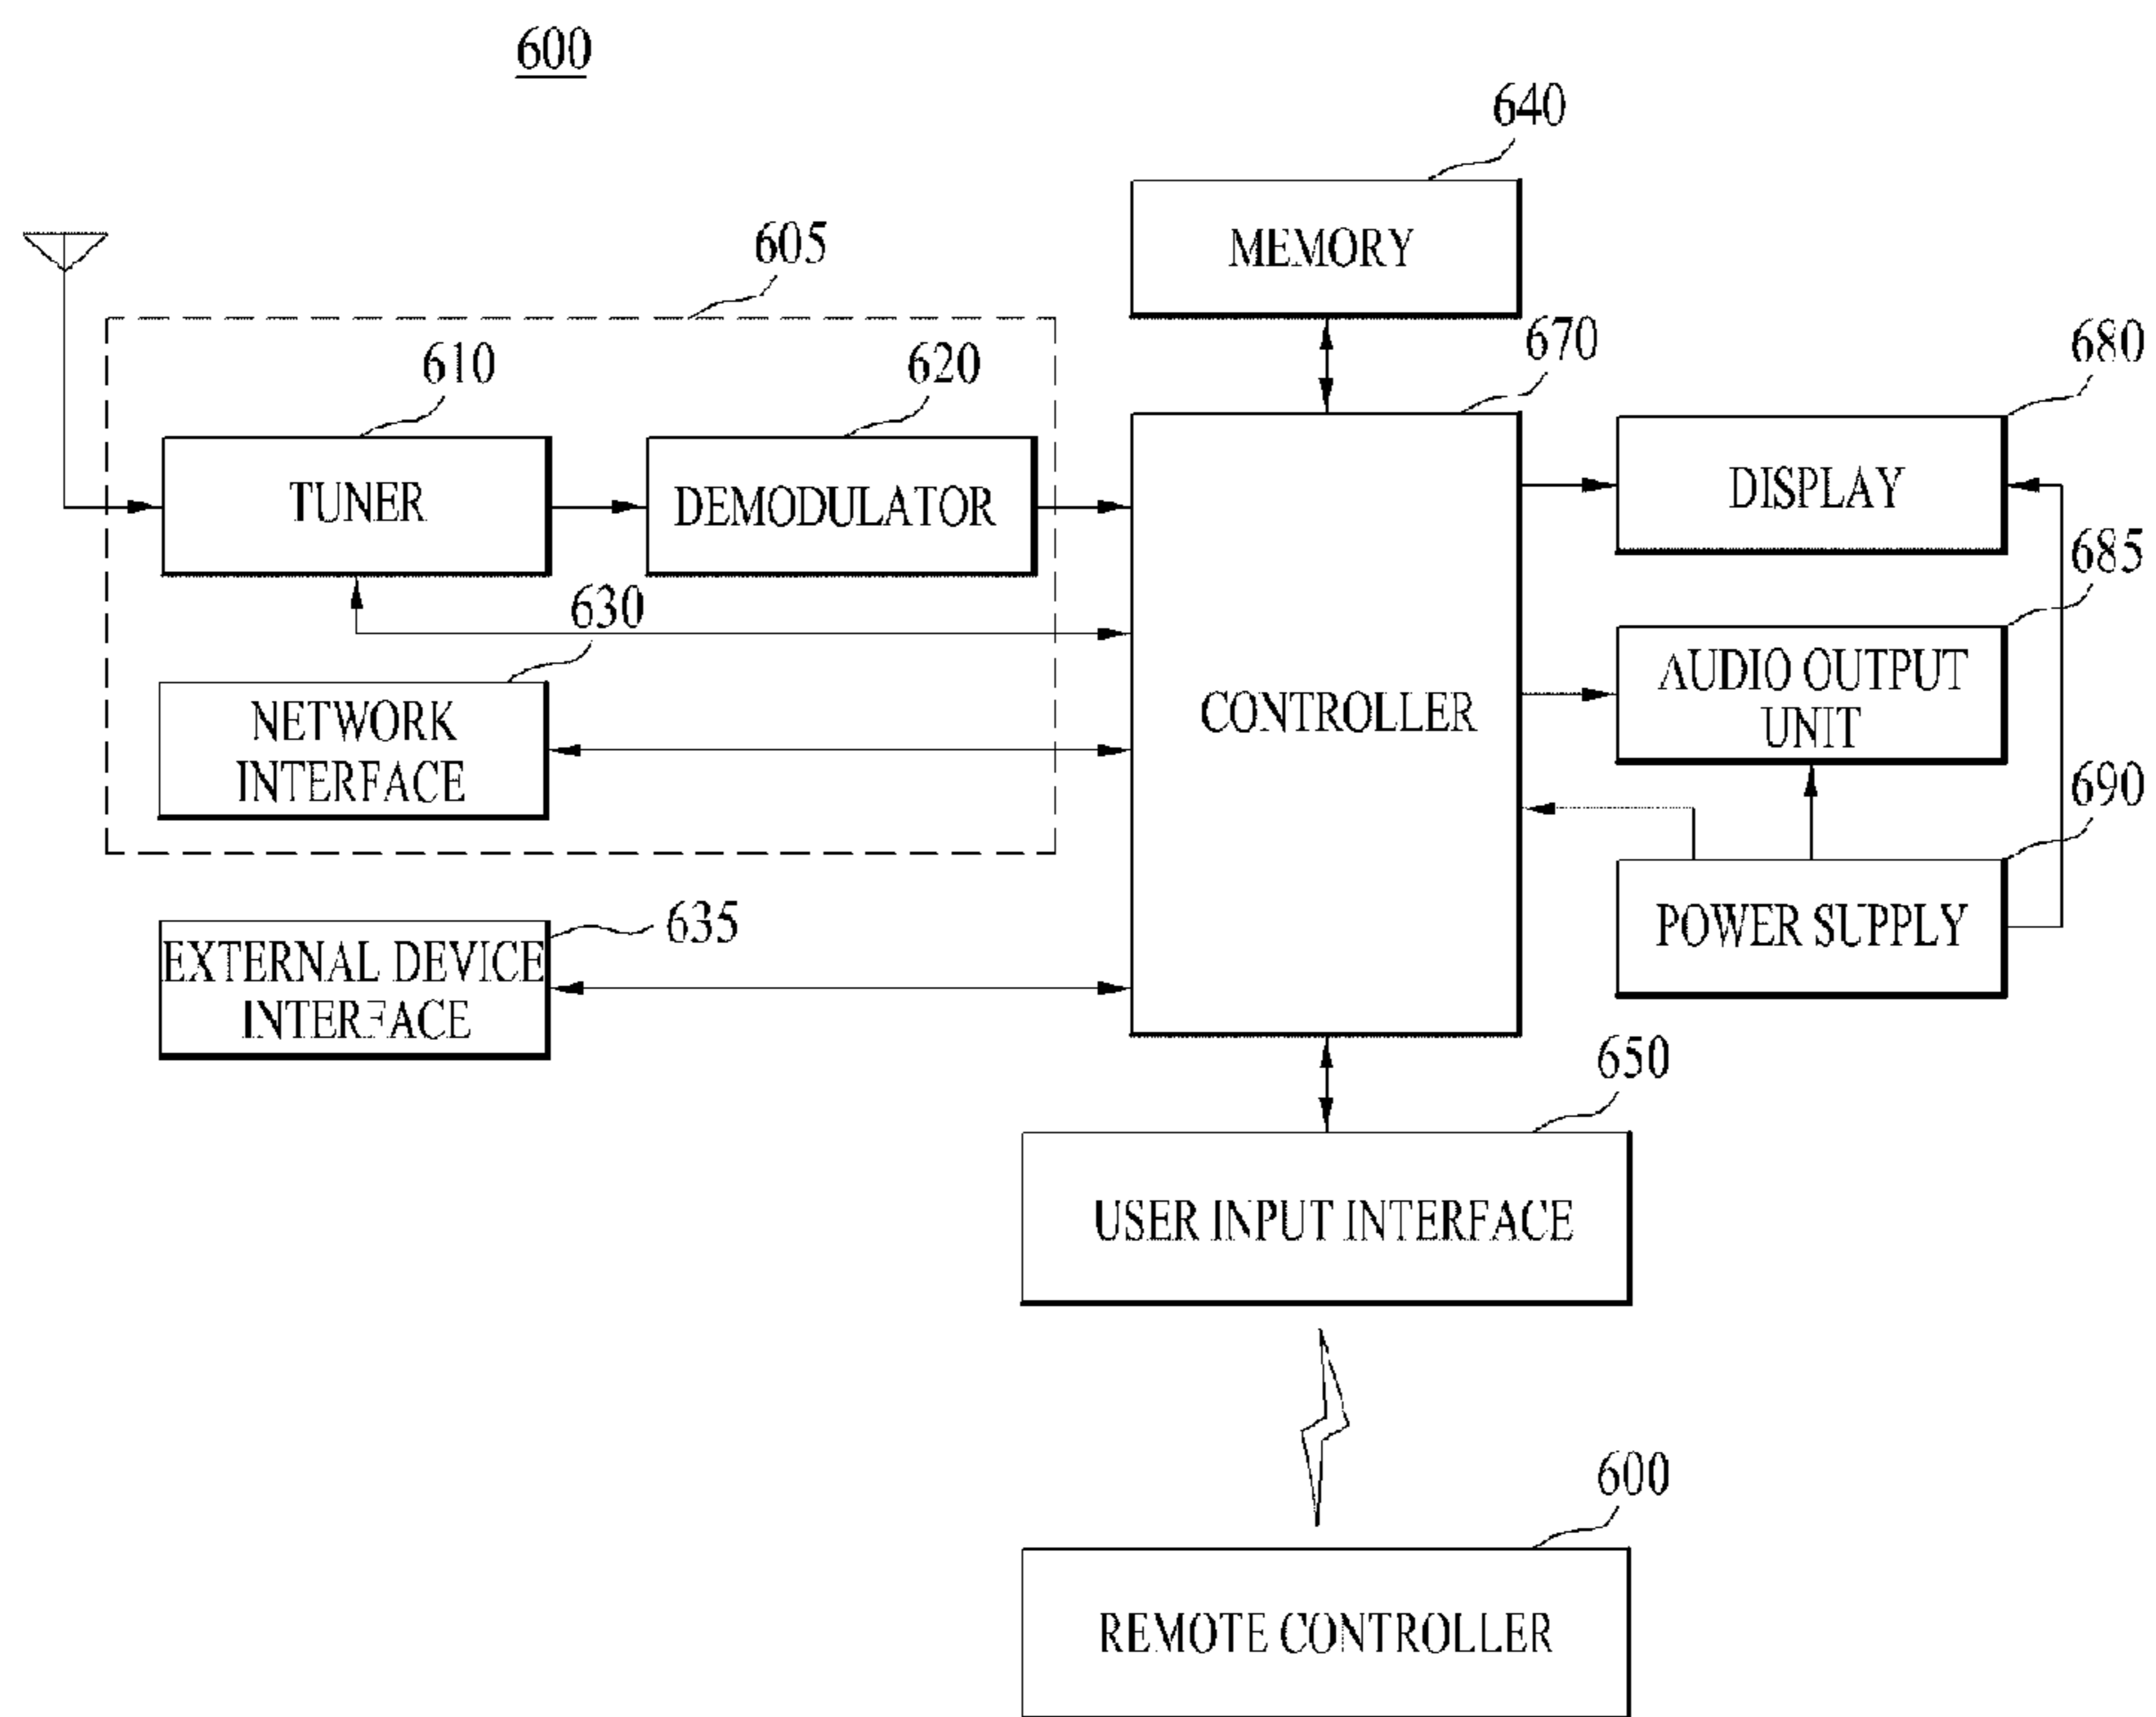 600
640
MEMORY
605
670
680
610
620
TUNER
DEMODULATOR
DISPLAY
685
630
NETWORK
INTERFACE
CONTROLLER
AUDIO OUTPUT
UNIT
690
635
EXTERNAL DEVICE
INTERFACE
POWER SUPPLY
650
USER INPUT INTERFACE
600
REMOTE CONTROLLER